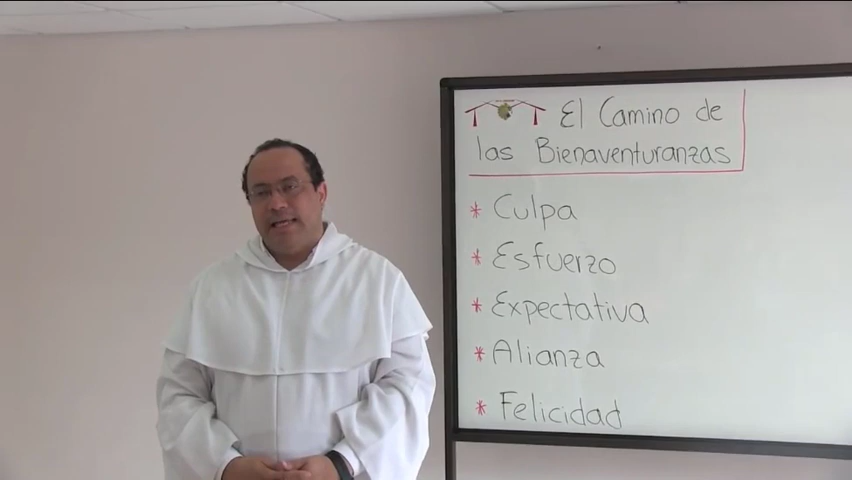 El Camino de
las Bienaventuranzas
* Culpa
* Esfuerzo
* Expectativa
* Alianza
* Felicidad